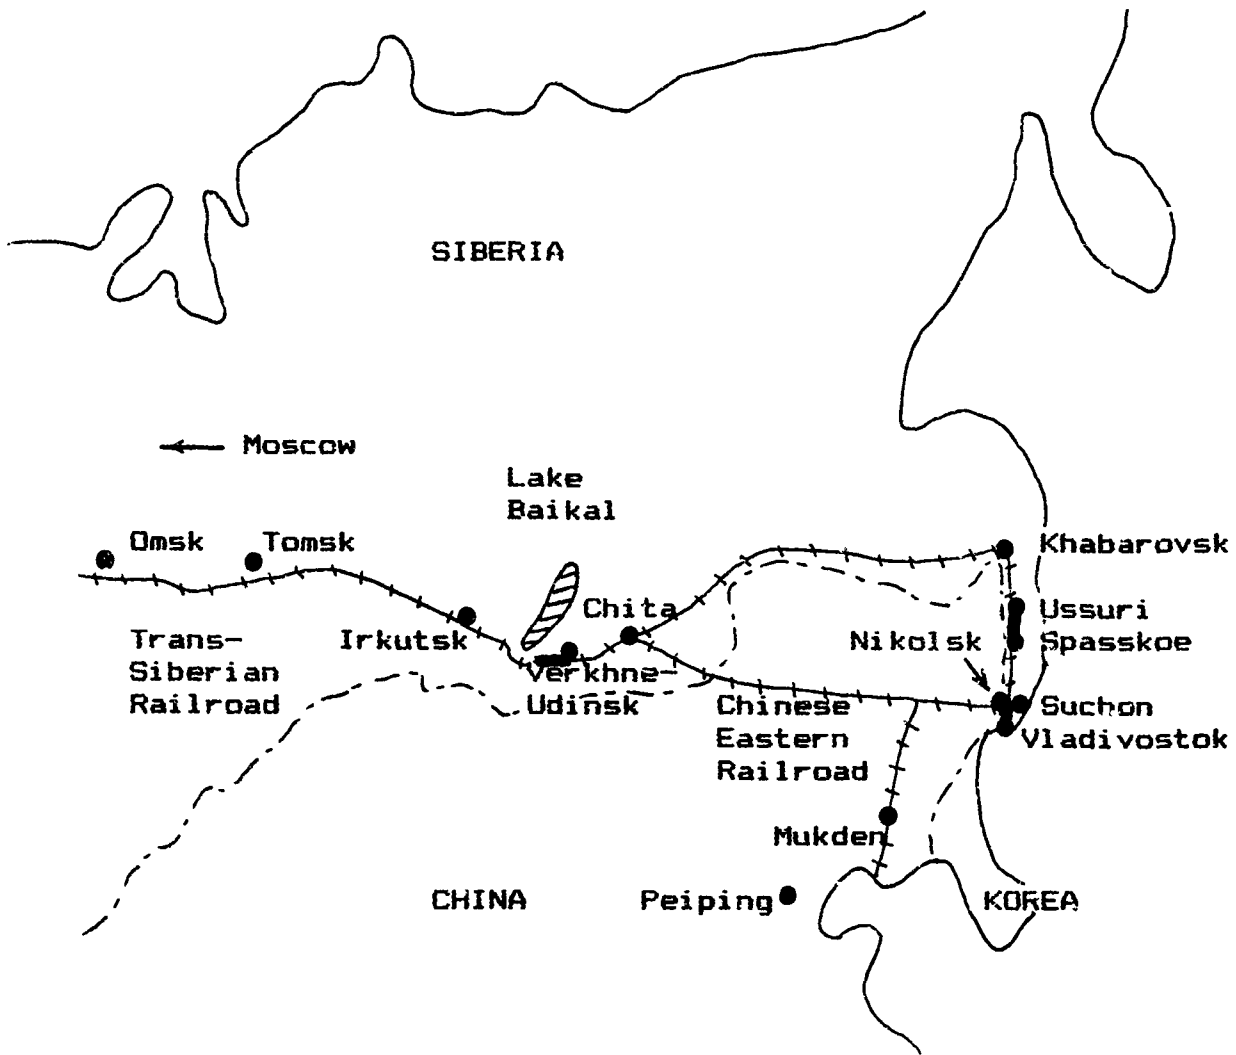 SIBERIA
Moscow
Lake
Baikal
Omsk
Tomsk
Khabarovsk
Chita
Ussuri
Trans-
Siberian
Railroad
Irkutsk
Nikolsk
Spasskoe
Verkhne-
Udinsk
Chinese
Eastern
Railroad
Suchon
Vladivostok
Mukden
CHINA
Peiping
KOREA